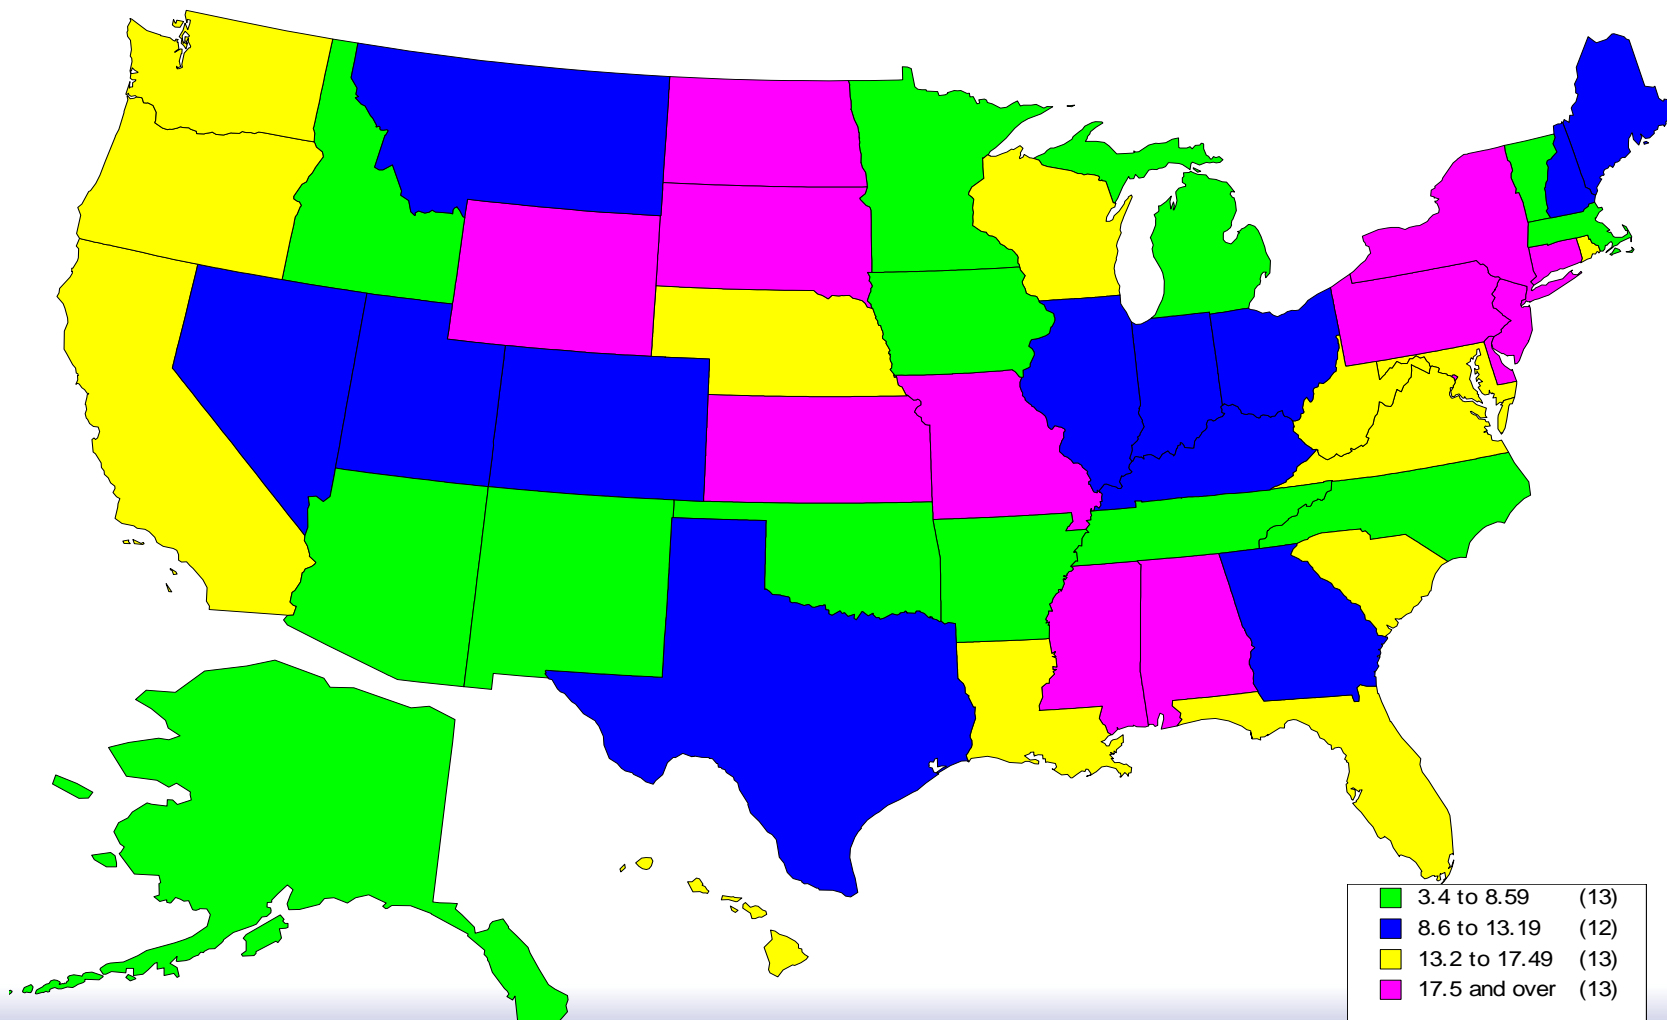 3.4 to 8.59 (13)
8.6 to 13.19 (12)
13.2 to 17.49 (13)
17.5 and over (13)